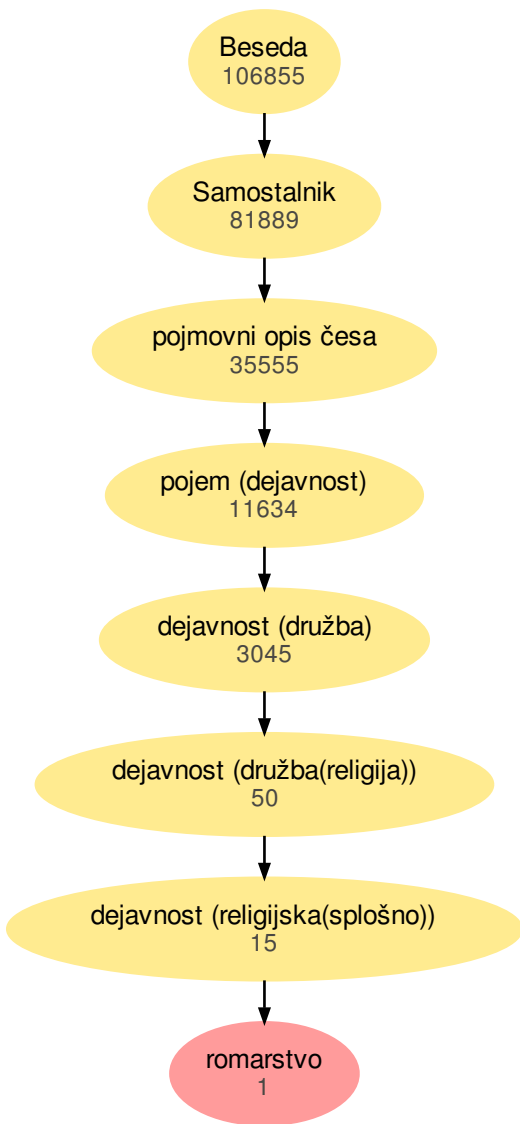 Beseda
106855
Samostalnik
81889
pojmovni opis česa
35555
pojem (dejavnost)
11634
dejavnost (družba)
3045
dejavnost (družba(religija))
50
dejavnost (religijska(splošno))
15
romarstvo
1